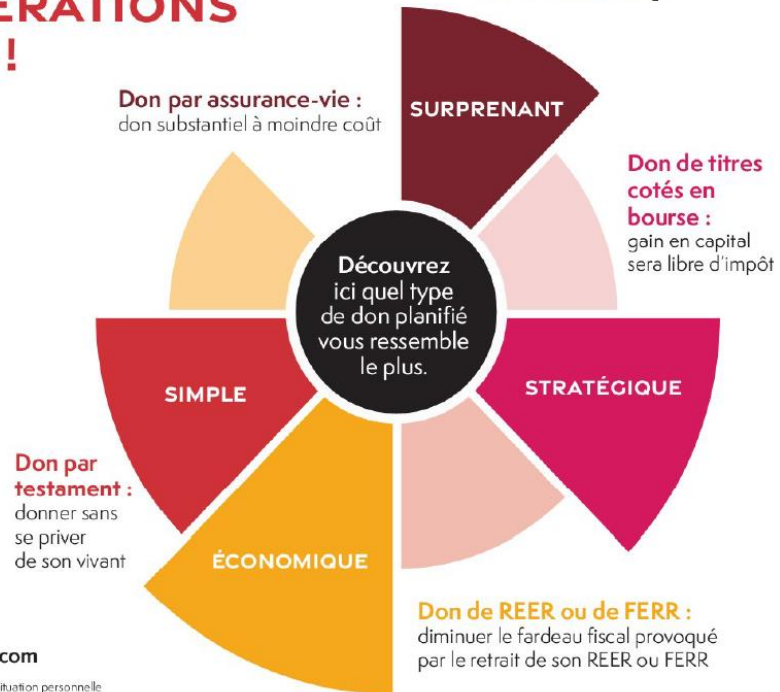 ERATIONS
!
Don par assurance-vie :
don substantiel à moindre coût
SURPRENANT
Don de titres
cotés en
bourse :
gain en capital
sera libre d'impôt
Découvrez
ici quel type
de don planifié
vous ressemble
le plus.
SIMPLE
STRATÉGIQUE
Don par
testament :
donner sans
se priver
de son vivant
ÉCONOMIQUE
Don de REER ou de FERR :
diminuer le fardeau fiscal provoqué
par le retrait de son REER ou FERR
com
ituation personnelle